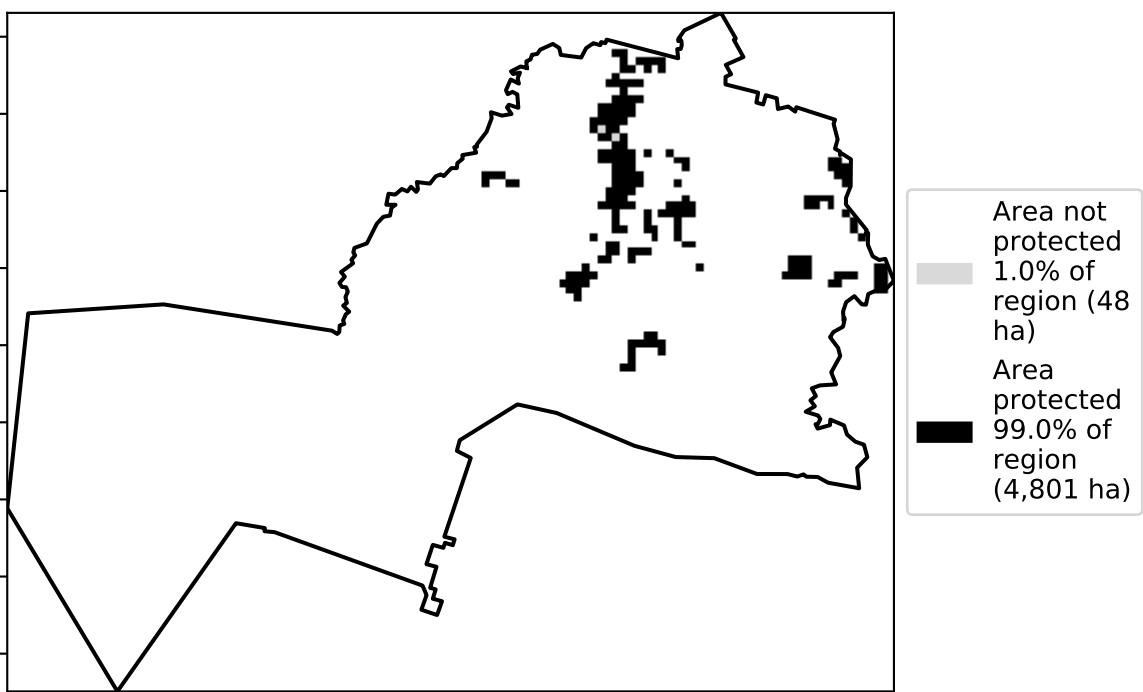 Area not
protected
1.0% of
region (48
ha)
Area
protected
99.0% of
region
(4,801 ha)